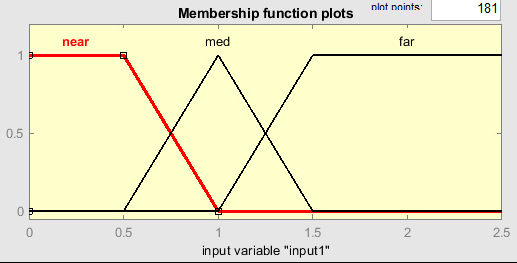 Membership function plots
plot points:
181
near
med
far
1
0.5
0
0
0.5
1
1.5
2
2.5
input variable "input1"